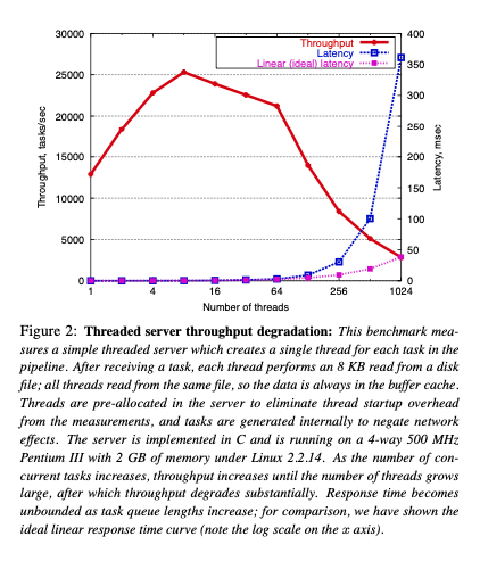 30000
25000
20000
15000
10000
5000
0
Throughput, tasks/sec
Throughput
Latency
Linear (ideal) latency
400
350
300
250
200
150
100
50
0
Latency, msec
1
4
16
64
256
1024
Number of threads
Figure 2: Threaded server throughput degradation: This benchmark mea-
sures a simple threaded server which creates a single thread for each task in the
pipeline. After receiving a task, each thread performs an 8 KB read from a disk
file; all threads read from the same file, so the data is always in the buffer cache.
Threads are pre-allocated in the server to eliminate thread startup overhead
from the measurements, and tasks are generated internally to negate network
effects. The server is implemented in C and is running on a 4-way 500 MHz
Pentium III with 2 GB of memory under Linux 2.2.14. As the number of con-
current tasks increases, throughput increases until the number of threads grows
large, after which throughput degrades substantially. Response time becomes
unbounded as task queue lengths increase; for comparison, we have shown the
ideal linear response time curve (note the log scale on the x axis).